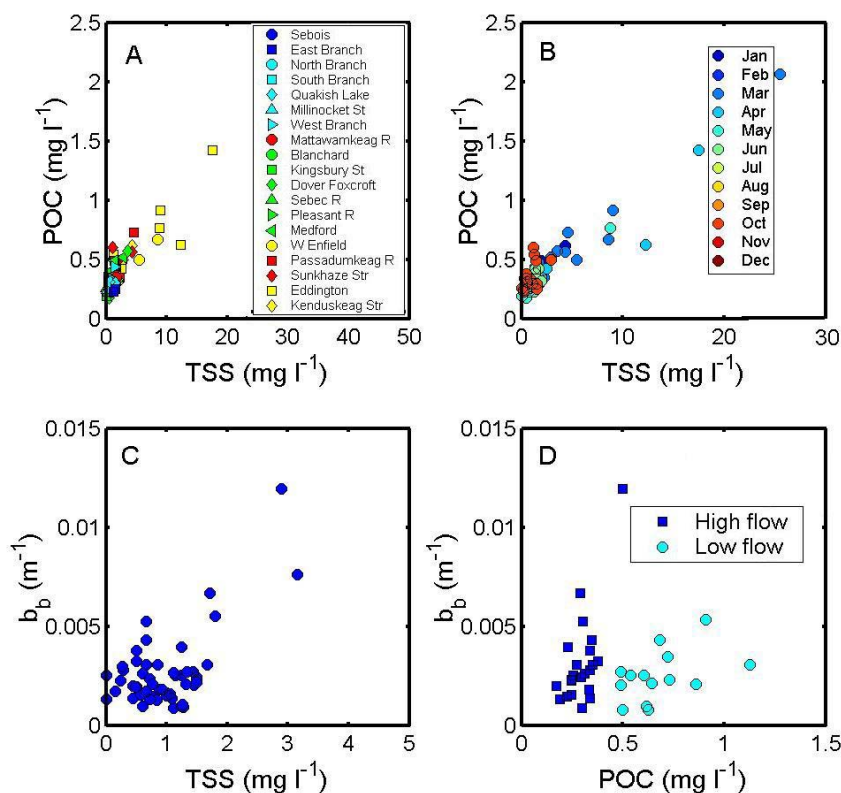 A
POC (mg l⁻¹)
2.5
2
1.5
1
0.5
0
0 10 20 30 40 50
TSS (mg l⁻¹)
Sebois
East Branch
North Branch
South Branch
Quakish Lake
Millinocket St
West Branch
Mattawamkeag R
Blanchard
Kingsbury St
Dover Foxcroft
Sebec R
Pleasant R
Medford
W Enfield
Passadumkeag R
Sunkhaze Str
Eddington
Kenduskeag Str
B
POC (mg l⁻¹)
2.5
2
1.5
1
0.5
0
0 10 20 30
TSS (mg l⁻¹)
Jan
Feb
Mar
Apr
May
Jun
Jul
Aug
Sep
Oct
Nov
Dec
C
b_b (m⁻¹)
0.015
0.01
0.005
0
0 1 2 3 4 5
TSS (mg l⁻¹)
D
b_b (m⁻¹)
0.015
0.01
0.005
0
0 0.5 1 1.5
POC (mg l⁻¹)
High flow
Low flow